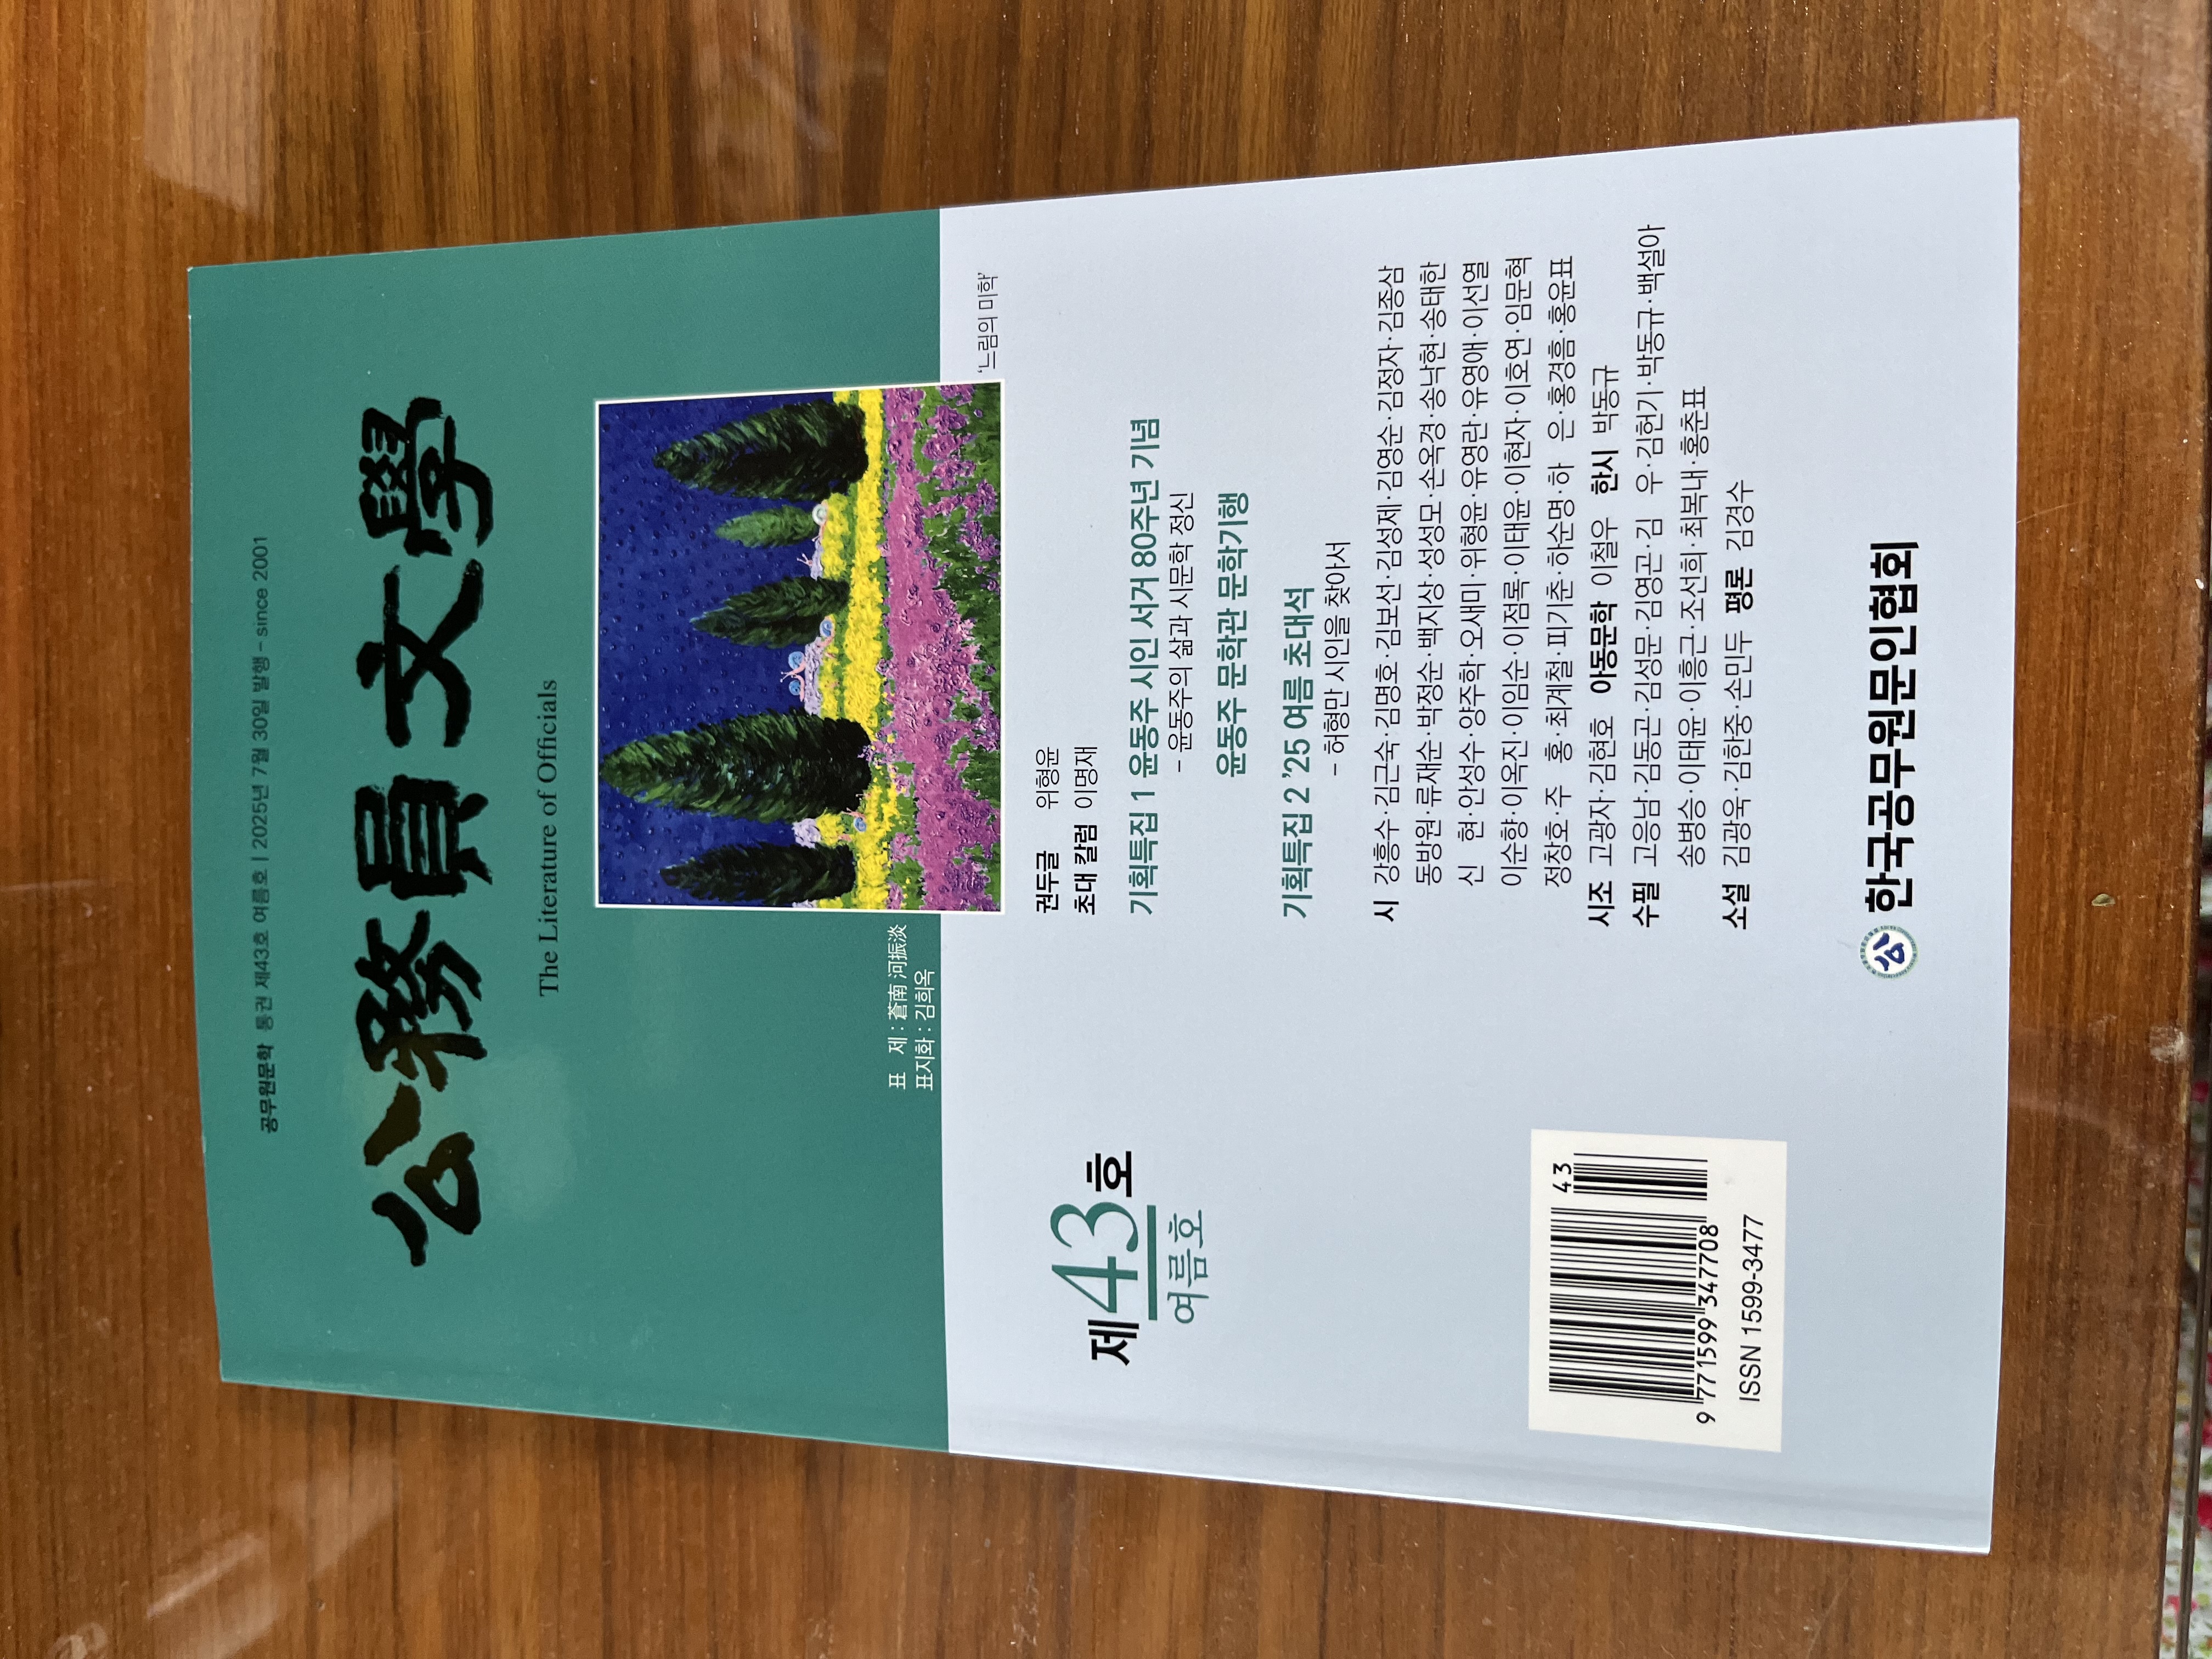 공무원문학 통권 제43호 여름호 | 2025년 7월 30일 발행 – since 2001
公務員文學
The Literature of Officials
표 제 : 蒼南 河振淡
표지화 : 김희옥
'느림의 미학'
제43호
여름호
권두글 위형윤
초대 칼럼 이명재
기획특집 1 윤동주 시인 서거 80주년 기념
- 윤동주의 삶과 시문학 정신
윤동주 문학관 문학기행
기획특집 2 '25 여름 초대석
- 허형만 시인을 찾아서
시 강흥수·김근숙·김명호·김보선·김성제·김영순·김정자·김종삼
동방원·류재순·박정순·백지상·성성모·손옥경·송낙현·송태한
신 현·안성수·양주학·오새미·위형윤·유영란·유영애·이선열
이순향·이옥진·이임순·이점록·이태윤·이현자·이호연·임문혁
정창호·주 홍·최계철·피기춘·하순명·하 은·홍경흠·홍윤표
시조 고광자·김현호 아동문학 이철우 한시 박동규
수필 고응남·김동곤·김성문·김영곤·김 우·김헌기·박동규·백설아
송병승·이태윤·이흥근·조선희·최복내·홍춘표
소설 김광욱·김한중·손민두 평론 김경수
公
한국공무원문인협회
43
9 771599 347708
ISSN 1599-3477